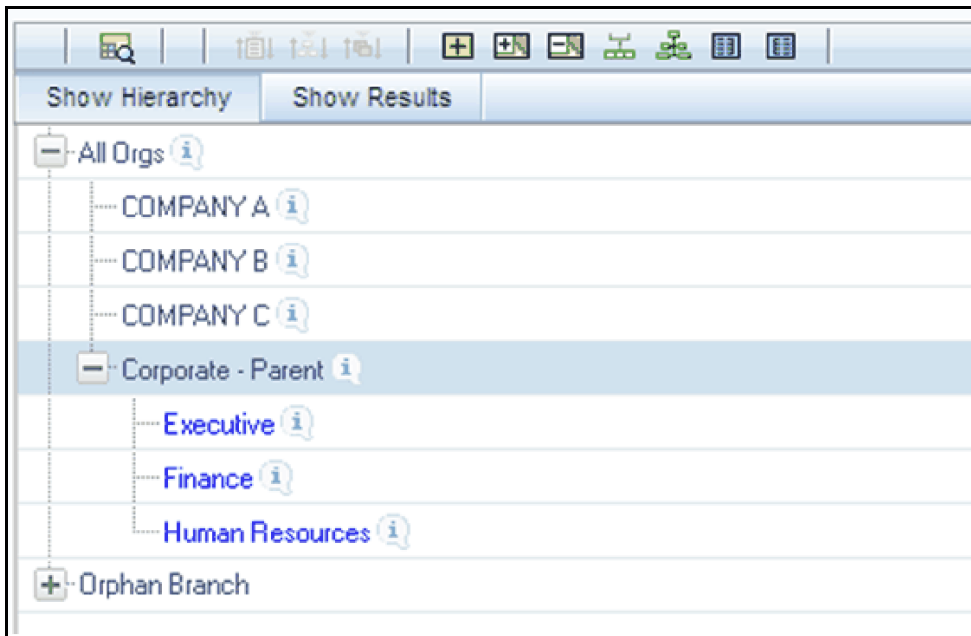 Show Hierarchy Show Results
All Orgs
COMPANY A
COMPANY B
COMPANY C
Corporate - Parent
Executive
Finance
Human Resources
Orphan Branch